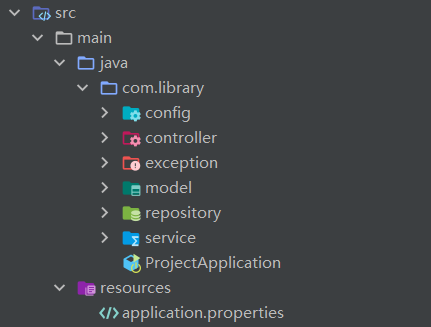 src
main
java
com.library
config
controller
exception
model
repository
service
ProjectApplication
resources
application.properties